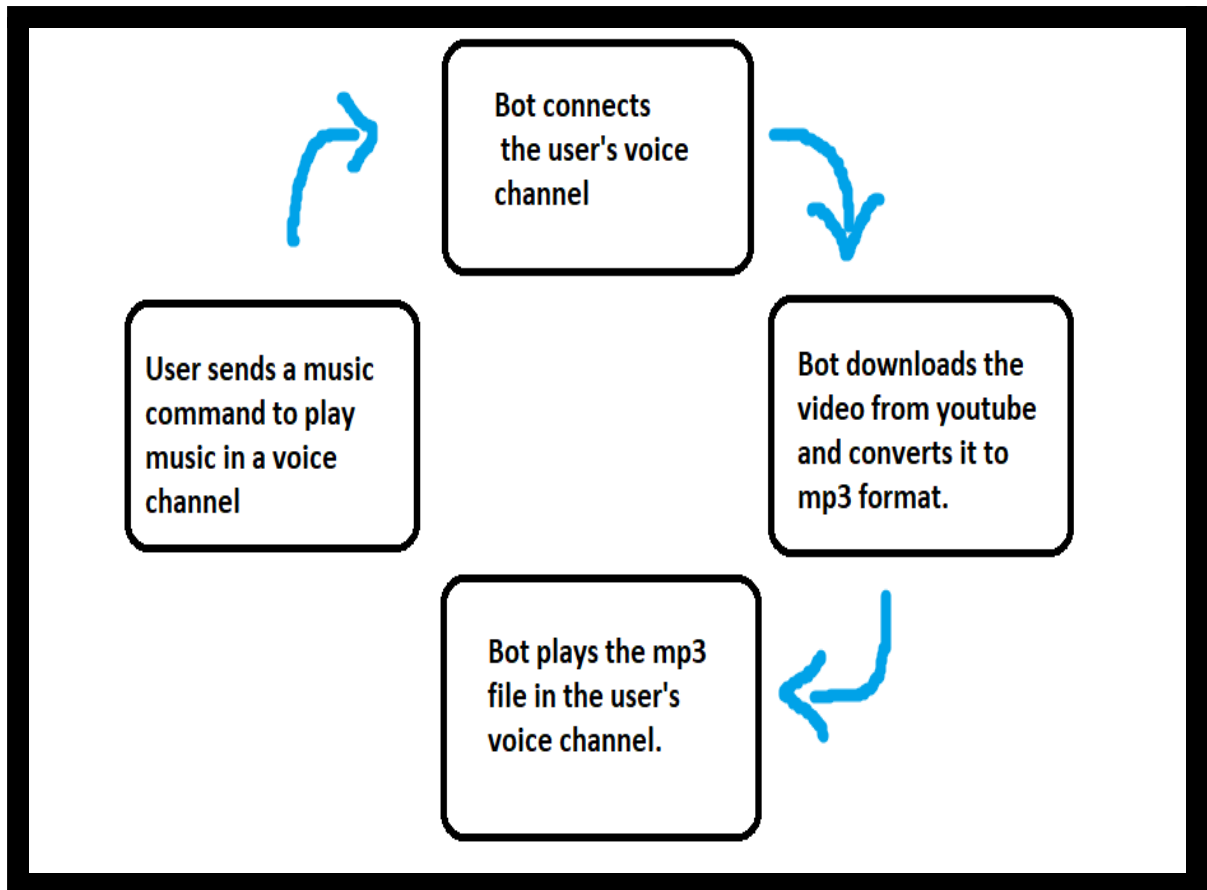 User sends a music
command to play
music in a voice
channel
Bot connects
the user's voice
channel
Bot downloads the
video from youtube
and converts it to
mp3 format.
Bot plays the mp3
file in the user's
voice channel.